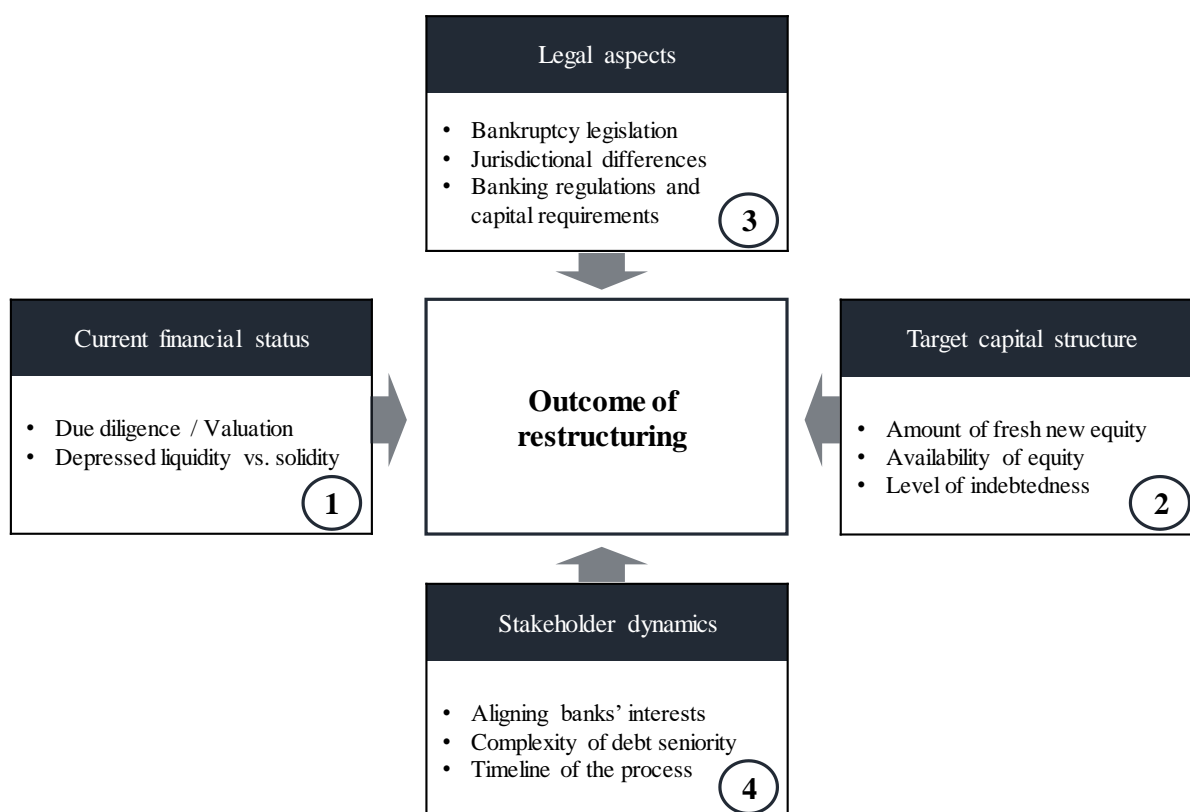 Legal aspects
• Bankruptcy legislation
• Jurisdictional differences
• Banking regulations and
capital requirements
3
Current financial status
• Due diligence / Valuation
• Depressed liquidity vs. solidity
1
Outcome of
restructuring
Target capital structure
• Amount of fresh new equity
• Availability of equity
• Level of indebtedness
2
Stakeholder dynamics
• Aligning banks’ interests
• Complexity of debt seniority
• Timeline of the process
4